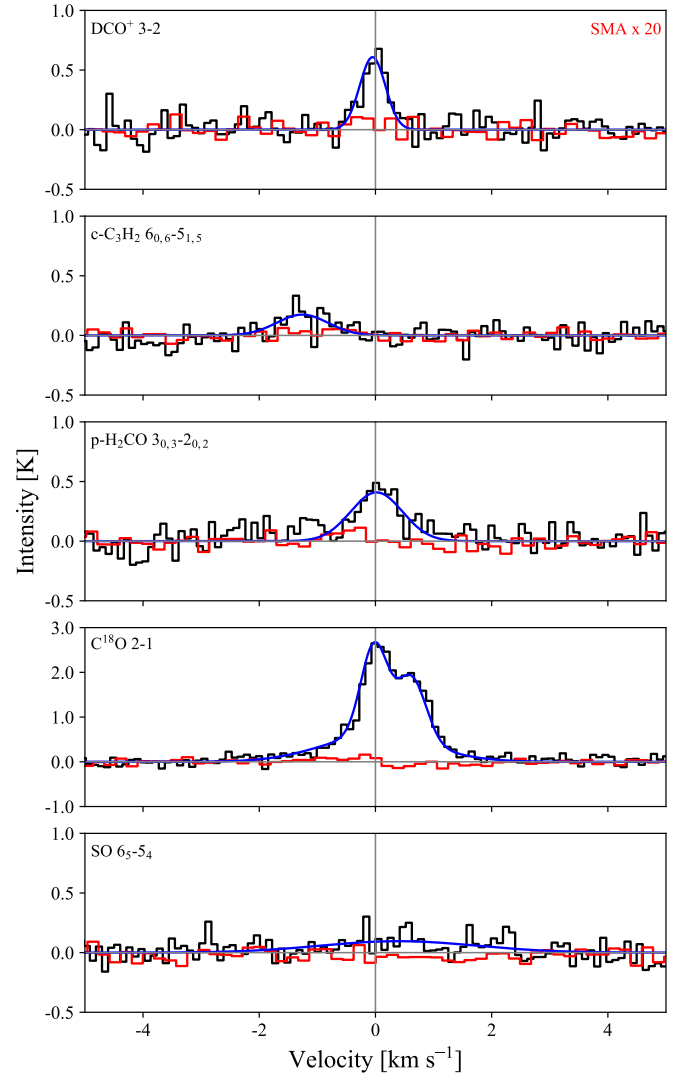 1.0
DCO⁺ 3-2 SMA x 20
0.5
0.0
-0.5
1.0
c-C₃H₂ 6₀,₆-5₁,₅
0.5
0.0
-0.5
1.0
p-H₂CO 3₀,₃-2₀,₂
0.5
0.0
-0.5
3.0
C¹⁸O 2-1
2.0
1.0
0.0
-1.0
1.0
SO 6₅-5₄
0.5
0.0
-0.5
Intensity [K]
-4 -2 0 2 4
Velocity [km s⁻¹]